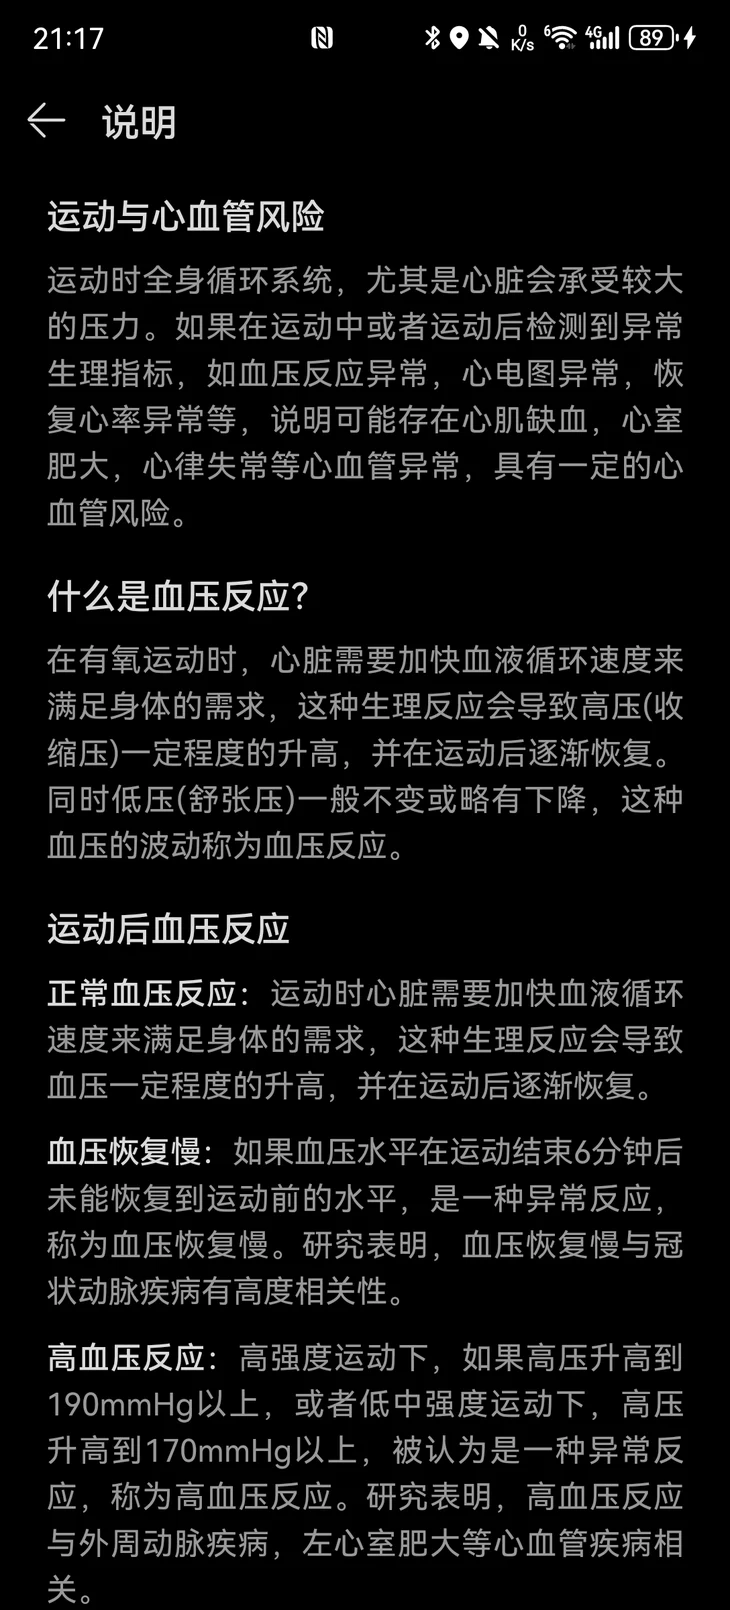 21:17
0 K/s 6 4G 89
说明
运动与心血管风险
运动时全身循环系统，尤其是心脏会承受较大
的压力。如果在运动中或者运动后检测到异常
生理指标，如血压反应异常，心电图异常，恢
复心率异常等，说明可能存在心肌缺血，心室
肥大，心律失常等心血管异常，具有一定的心
血管风险。
什么是血压反应?
在有氧运动时，心脏需要加快血液循环速度来
满足身体的需求，这种生理反应会导致高压(收
缩压)一定程度的升高，并在运动后逐渐恢复。
同时低压(舒张压)一般不变或略有下降，这种
血压的波动称为血压反应。
运动后血压反应
正常血压反应：运动时心脏需要加快血液循环
速度来满足身体的需求，这种生理反应会导致
血压一定程度的升高，并在运动后逐渐恢复。
血压恢复慢：如果血压水平在运动结束6分钟后
未能恢复到运动前的水平，是一种异常反应，
称为血压恢复慢。研究表明，血压恢复慢与冠
状动脉疾病有高度相关性。
高血压反应：高强度运动下，如果高压升高到
190mmHg以上，或者低中强度运动下，高压
升高到170mmHg以上，被认为是一种异常反
应，称为高血压反应。研究表明，高血压反应
与外周动脉疾病，左心室肥大等心血管疾病相
关。